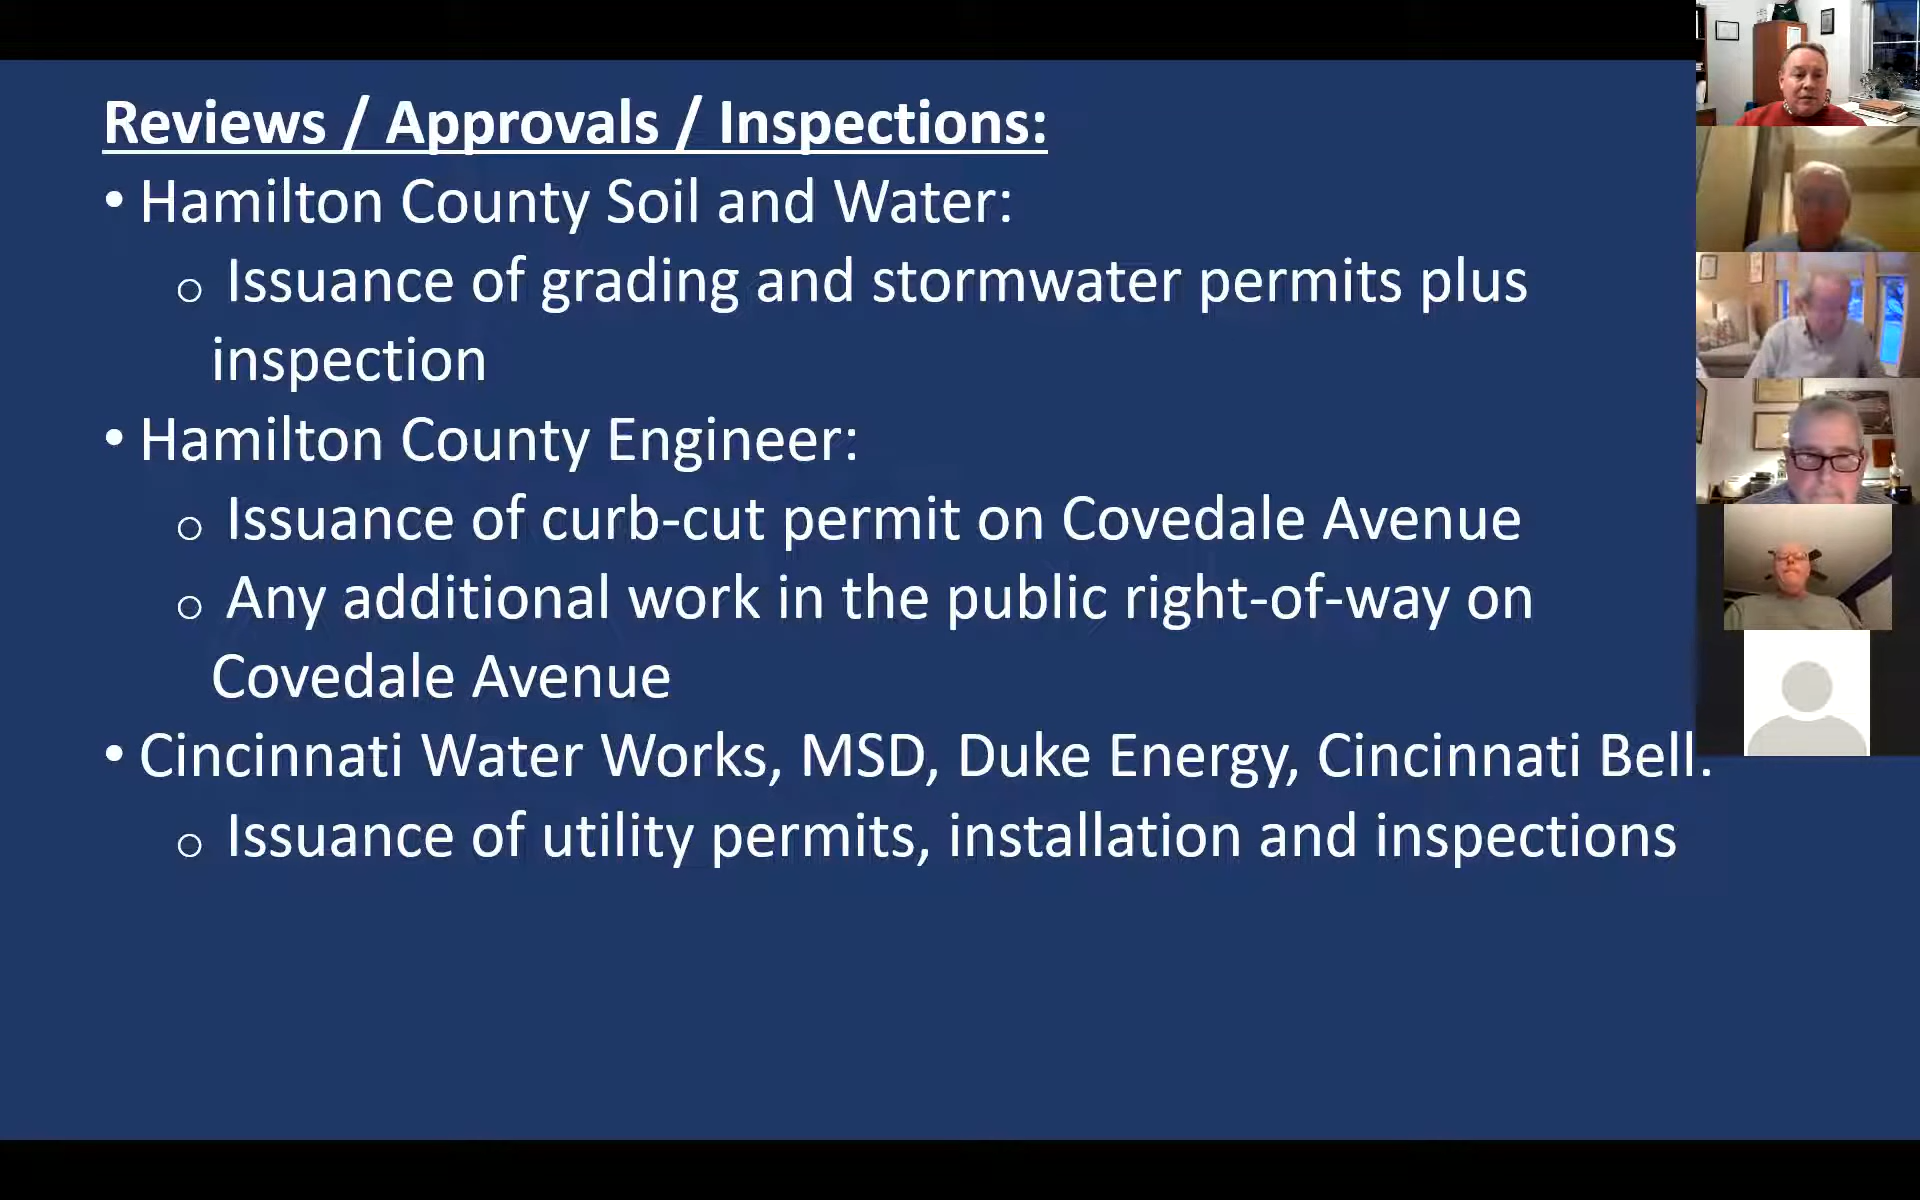 Reviews / Approvals / Inspections:
• Hamilton County Soil and Water:
o Issuance of grading and stormwater permits plus
inspection
• Hamilton County Engineer:
o Issuance of curb-cut permit on Covedale Avenue
o Any additional work in the public right-of-way on
Covedale Avenue
• Cincinnati Water Works, MSD, Duke Energy, Cincinnati Bell:
o Issuance of utility permits, installation and inspections